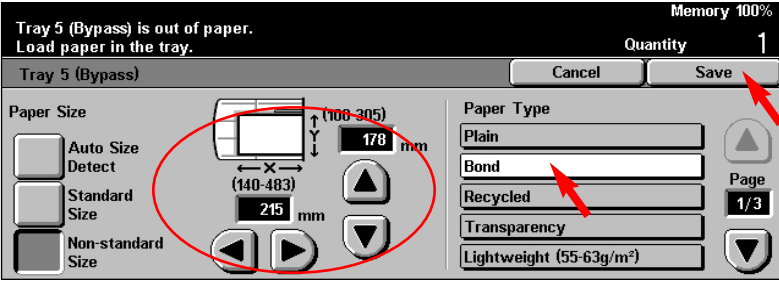 Memory 100%
Tray 5 (Bypass) is out of paper.
Load paper in the tray.
Quantity 1
Tray 5 (Bypass)
Cancel
Save
Paper Size
Auto Size
Detect
Standard
Size
Non-standard
Size
(100-305)
Y
178 mm
X
(140-483)
215 mm
Paper Type
Plain
Bond
Recycled
Transparency
Lightweight (55-63g/m²)
Page
1/3